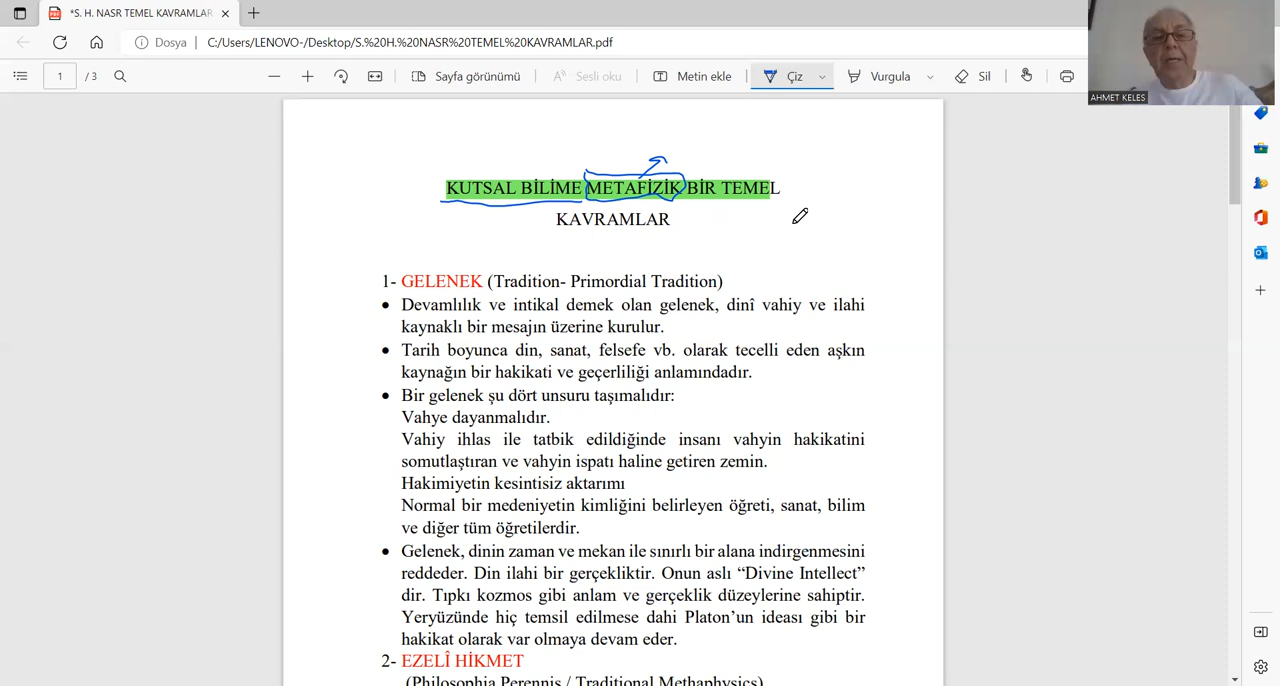 *S. H. NASR TEMEL KAVRAMLAR
Dosya C:/Users/LENOVO-/Desktop/S.%20H.%20NASR%20TEMEL%20KAVRAMLAR.pdf
1 / 3 Sayfa görünümü Sesli oku Metin ekle Çiz Vurgula Sil
AHMET KELES
KUTSAL BİLİME METAFİZİK BİR TEMEL
KAVRAMLAR
1- GELENEK (Tradition- Primordial Tradition)
• Devamlılık ve intikal demek olan gelenek, dinî vahiy ve ilahi
kaynaklı bir mesajın üzerine kurulur.
• Tarih boyunca din, sanat, felsefe vb. olarak tecelli eden aşkın
kaynağın bir hakikati ve geçerliliği anlamındadır.
• Bir gelenek şu dört unsuru taşımalıdır:
Vahye dayanmalıdır.
Vahiy ihlas ile tatbik edildiğinde insanı vahyin hakikatini
somutlaştıran ve vahyin ispatı haline getiren zemin.
Hakimiyetin kesintisiz aktarımı
Normal bir medeniyetin kimliğini belirleyen öğreti, sanat, bilim
ve diğer tüm öğretilerdir.
• Gelenek, dinin zaman ve mekan ile sınırlı bir alana indirgenmesini
reddeder. Din ilahi bir gerçekliktir. Onun aslı “Divine Intellect”
dir. Tıpkı kozmos gibi anlam ve gerçeklik düzeylerine sahiptir.
Yeryüzünde hiç temsil edilmese dahi Platon’un ideası gibi bir
hakikat olarak var olmaya devam eder.
2- EZELÎ HİKMET
(Philosophia Perennis / Traditional Methaphysics)